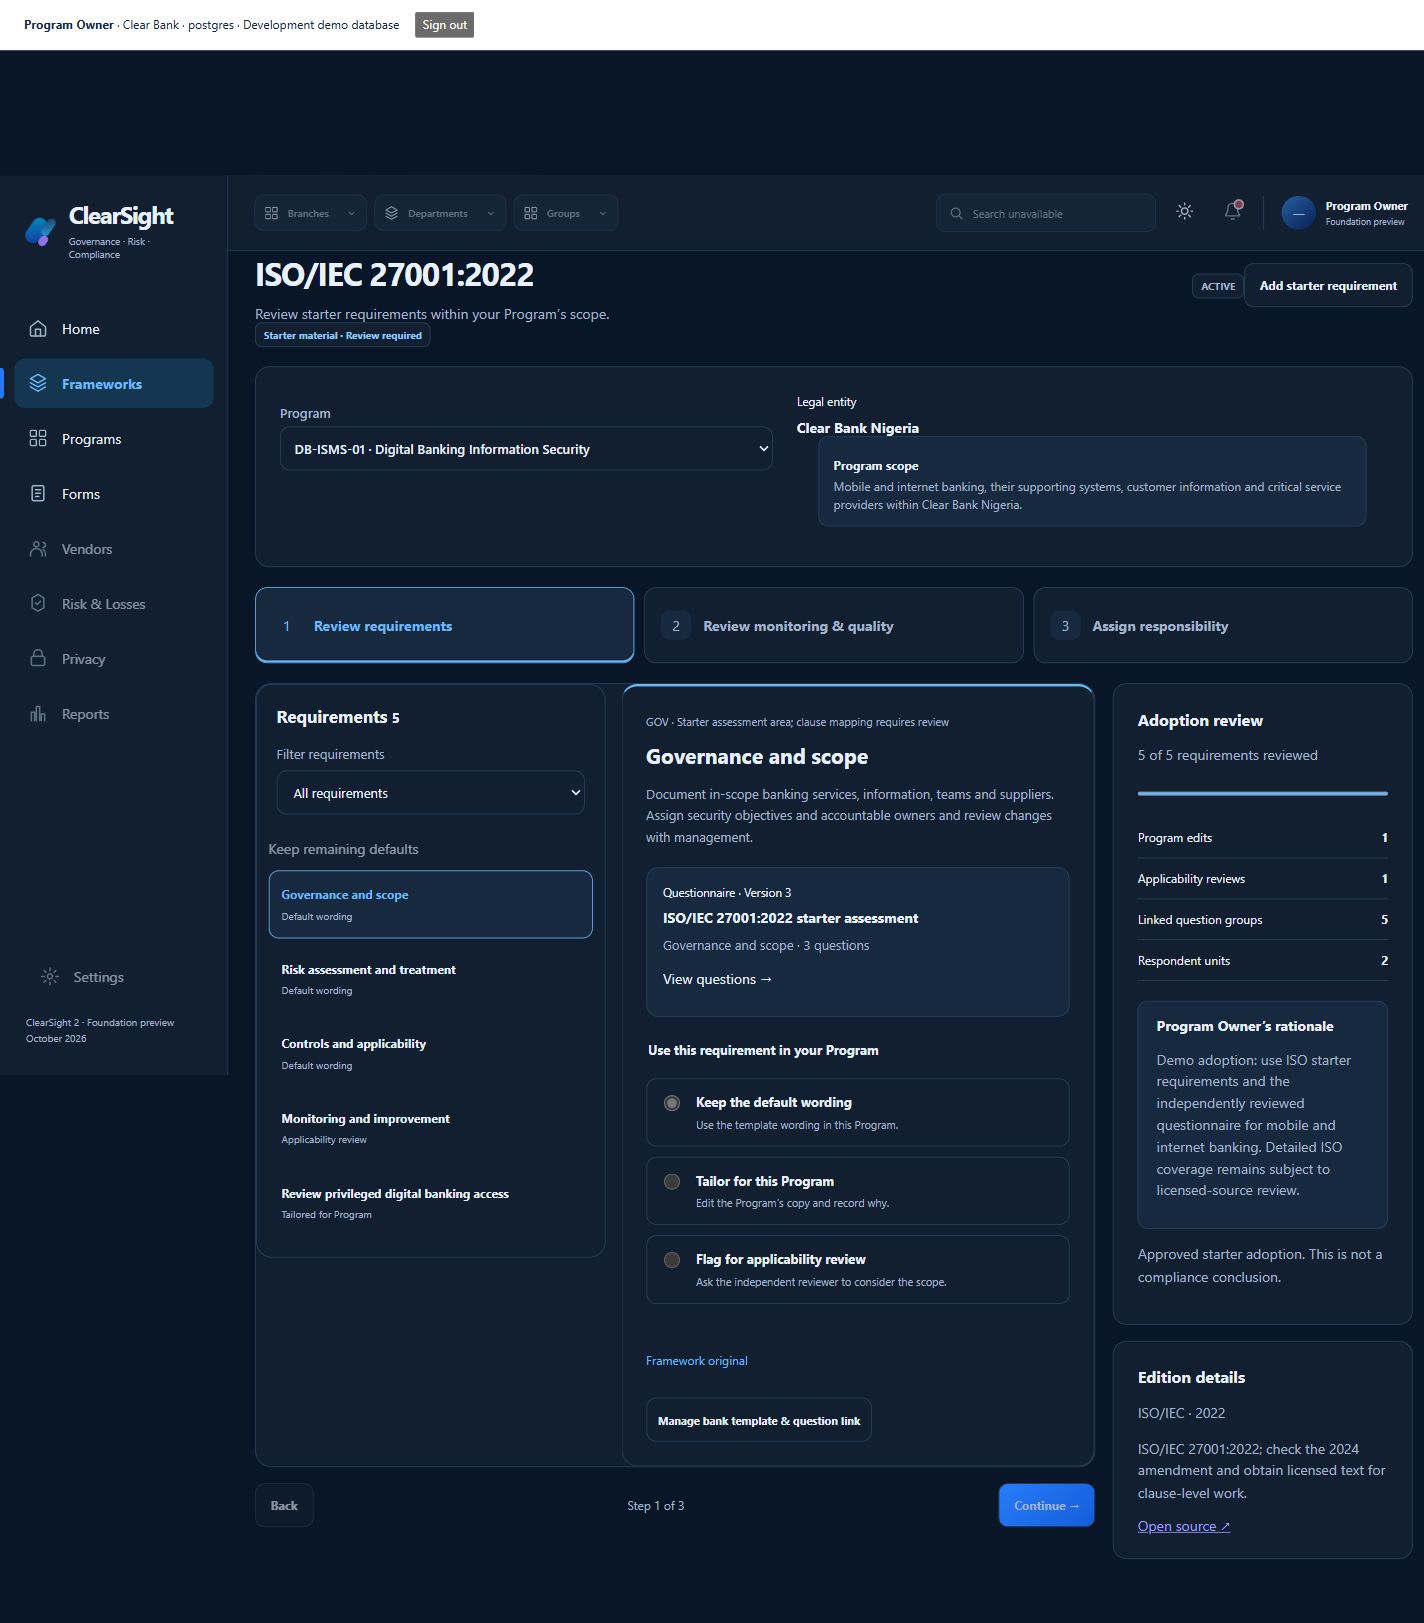 Program Owner · Clear Bank · postgres · Development demo database
Sign out
ClearSight
Governance · Risk ·
Compliance
Home
Frameworks
Programs
Forms
Vendors
Risk & Losses
Privacy
Reports
Settings
ClearSight 2 · Foundation preview
October 2026
Branches
Departments
Groups
Search unavailable
Program Owner
Foundation preview
ISO/IEC 27001:2022
Review starter requirements within your Program's scope.
Starter material · Review required
ACTIVE
Add starter requirement
Program
DB-ISMS-01 · Digital Banking Information Security
Legal entity
Clear Bank Nigeria
Program scope
Mobile and internet banking, their supporting systems, customer information and critical service
providers within Clear Bank Nigeria.
1 Review requirements
2 Review monitoring & quality
3 Assign responsibility
Requirements 5
Filter requirements
All requirements
Keep remaining defaults
Governance and scope
Default wording
Risk assessment and treatment
Default wording
Controls and applicability
Default wording
Monitoring and improvement
Applicability review
Review privileged digital banking access
Tailored for Program
GOV · Starter assessment area; clause mapping requires review
Governance and scope
Document in-scope banking services, information, teams and suppliers.
Assign security objectives and accountable owners and review changes
with management.
Questionnaire · Version 3
ISO/IEC 27001:2022 starter assessment
Governance and scope · 3 questions
View questions →
Use this requirement in your Program
Keep the default wording
Use the template wording in this Program.
Tailor for this Program
Edit the Program's copy and record why.
Flag for applicability review
Ask the independent reviewer to consider the scope.
Framework original
Manage bank template & question link
Adoption review
5 of 5 requirements reviewed
Program edits 1
Applicability reviews 1
Linked question groups 5
Respondent units 2
Program Owner's rationale
Demo adoption: use ISO starter
requirements and the
independently reviewed
questionnaire for mobile and
internet banking. Detailed ISO
coverage remains subject to
licensed-source review.
Approved starter adoption. This is not a
compliance conclusion.
Edition details
ISO/IEC · 2022
ISO/IEC 27001:2022; check the 2024
amendment and obtain licensed text for
clause-level work.
Open source ↗
Back
Step 1 of 3
Continue →